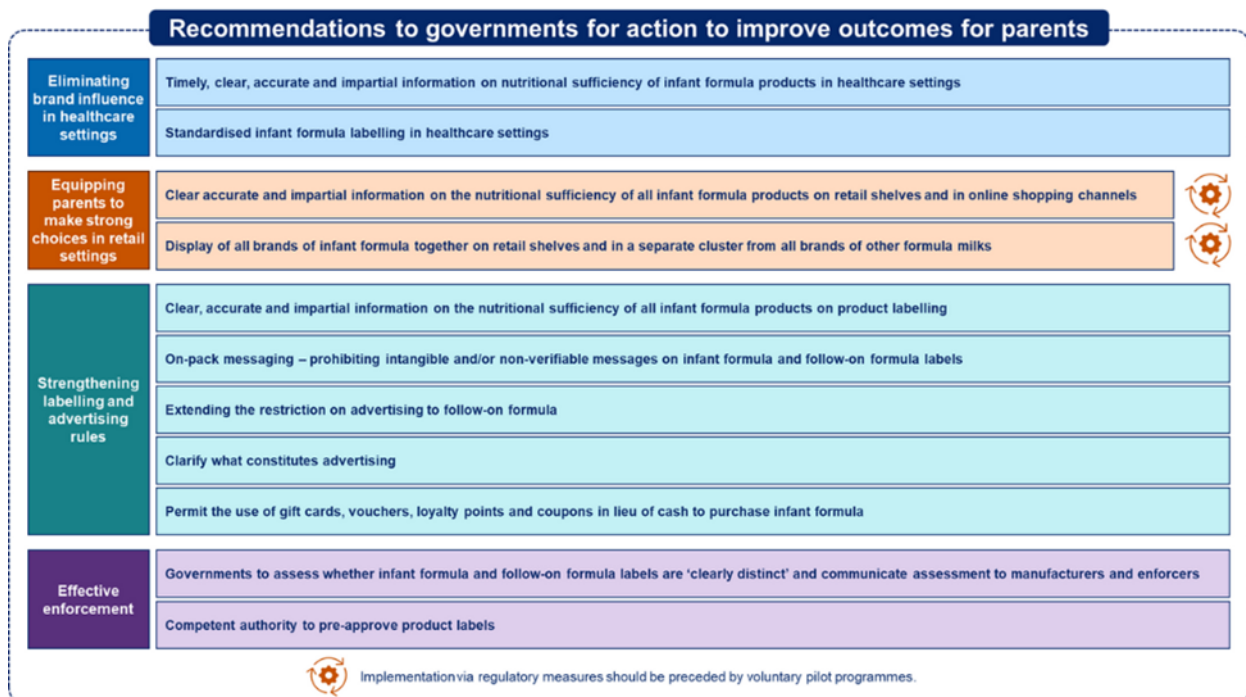 Recommendations to governments for action to improve outcomes for parents
Eliminating
brand influence
in healthcare
settings
Timely, clear, accurate and impartial information on nutritional sufficiency of infant formula products in healthcare settings
Standardised infant formula labelling in healthcare settings
Equipping
parents to
make strong
choices in retail
settings
Clear accurate and impartial information on the nutritional sufficiency of all infant formula products on retail shelves and in online shopping channels
Display of all brands of infant formula together on retail shelves and in a separate cluster from all brands of other formula milks
Strengthening
labelling and
advertising
rules
Clear, accurate and impartial information on the nutritional sufficiency of all infant formula products on product labelling
On-pack messaging – prohibiting intangible and/or non-verifiable messages on infant formula and follow-on formula labels
Extending the restriction on advertising to follow-on formula
Clarify what constitutes advertising
Permit the use of gift cards, vouchers, loyalty points and coupons in lieu of cash to purchase infant formula
Effective
enforcement
Governments to assess whether infant formula and follow-on formula labels are ‘clearly distinct’ and communicate assessment to manufacturers and enforcers
Competent authority to pre-approve product labels
Implementation via regulatory measures should be preceded by voluntary pilot programmes.